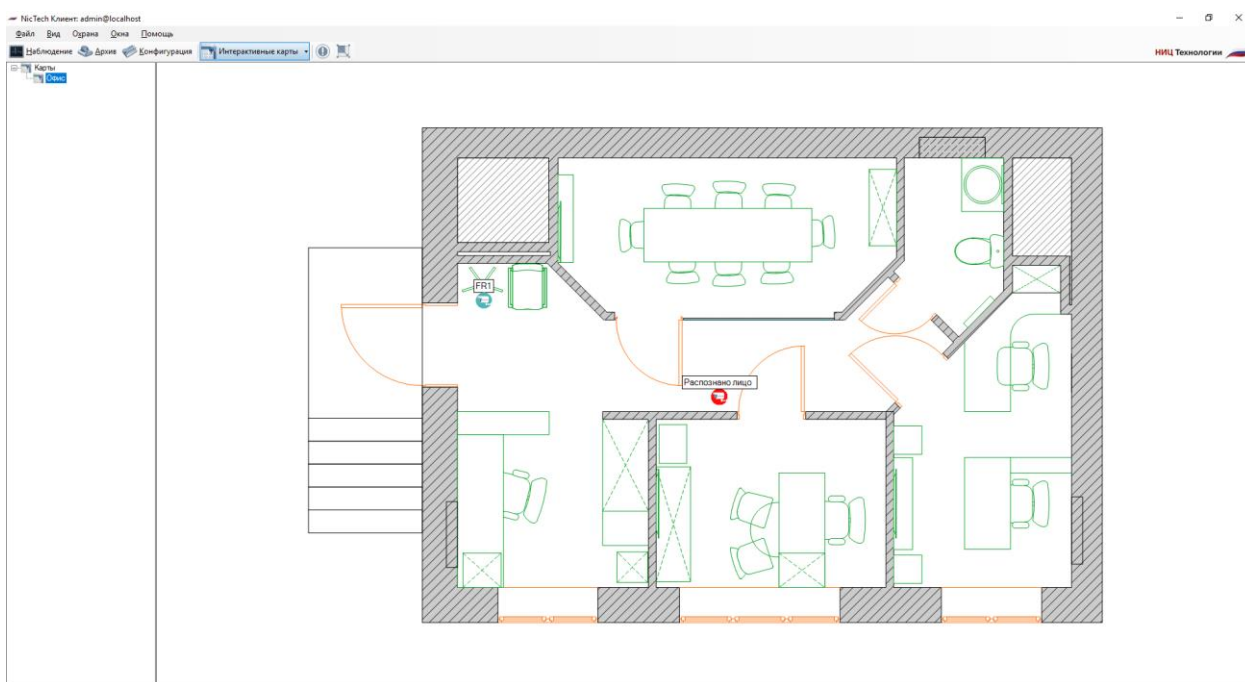 NicTech Клиент: admin@localhost
Файл Вид Охрана Окна Помощь
Наблюдение Архив Конфигурация Интерактивные карты
НИЦ Технологии
Карты
Офис
FR1
Распознано лицо